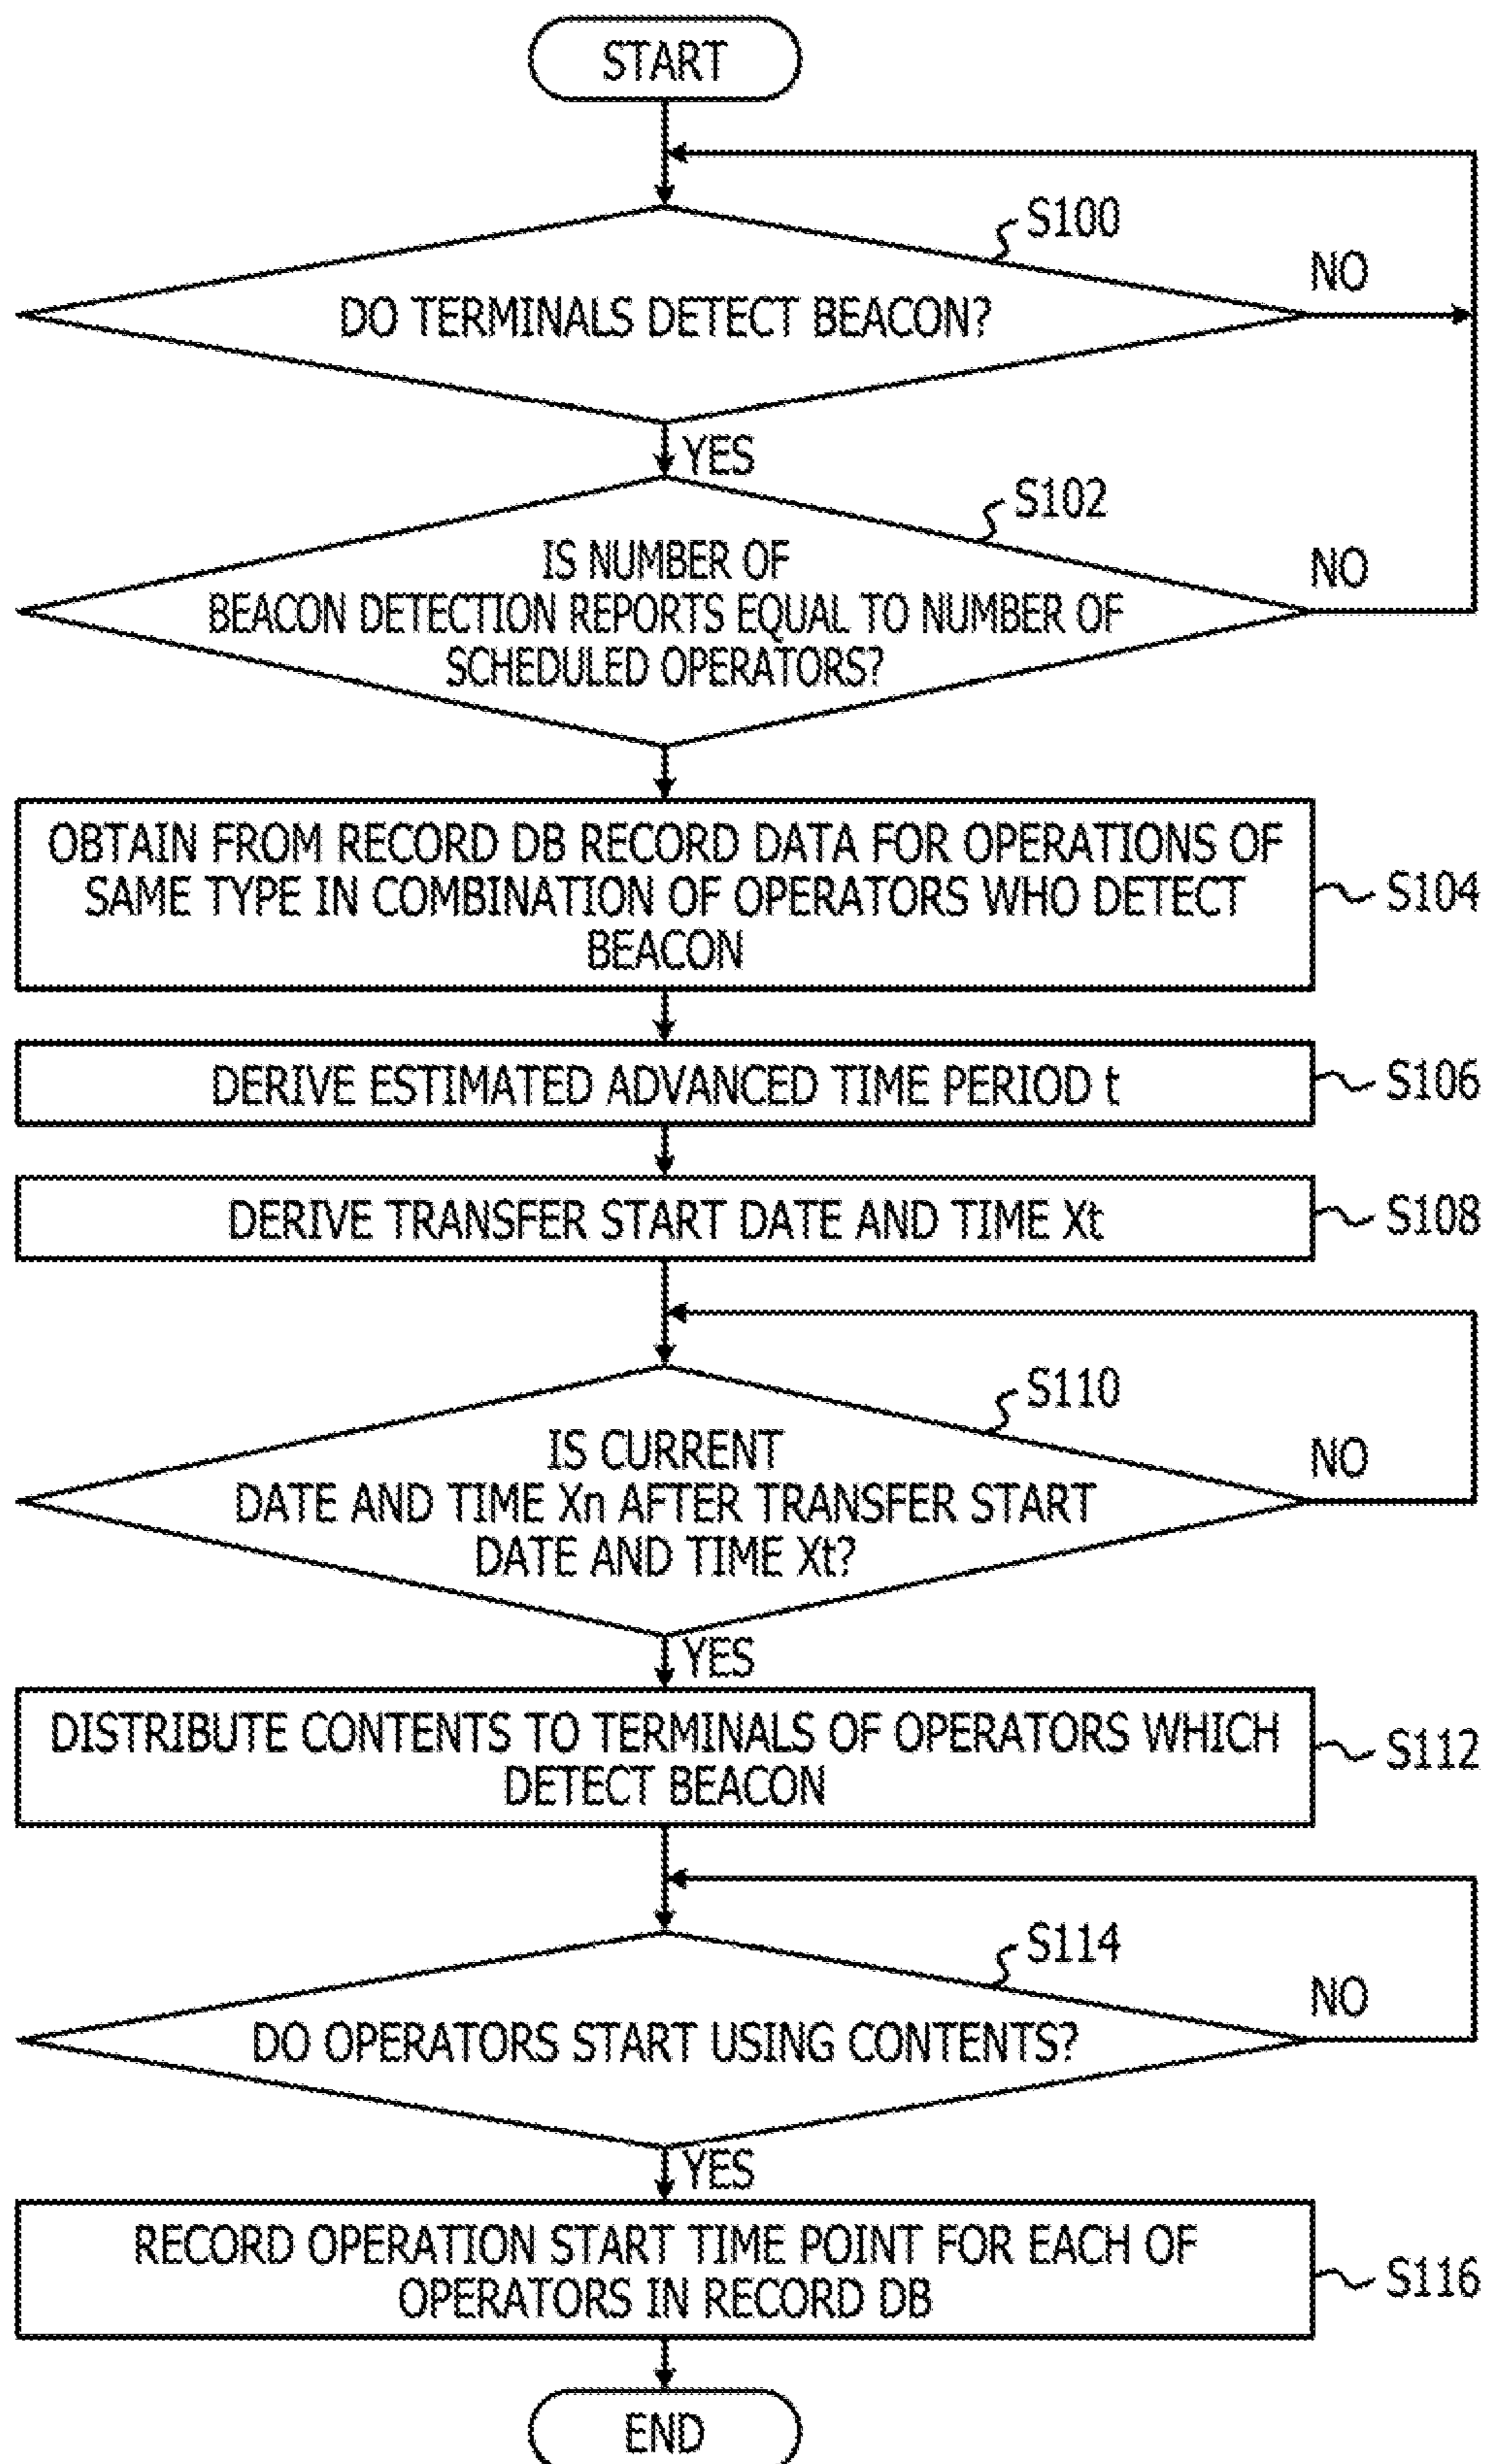 START
S100
NO
DO TERMINALS DETECT BEACON?
YES
S102
NO
IS NUMBER OF
BEACON DETECTION REPORTS EQUAL TO NUMBER OF
SCHEDULED OPERATORS?
OBTAIN FROM RECORD DB RECORD DATA FOR OPERATIONS OF
SAME TYPE IN COMBINATION OF OPERATORS WHO DETECT
BEACON
S104
DERIVE ESTIMATED ADVANCED TIME PERIOD t
S106
DERIVE TRANSFER START DATE AND TIME Xt
S108
S110
NO
IS CURRENT
DATE AND TIME Xn AFTER TRANSFER START
DATE AND TIME Xt?
YES
DISTRIBUTE CONTENTS TO TERMINALS OF OPERATORS WHICH
DETECT BEACON
S112
S114
NO
DO OPERATORS START USING CONTENTS?
YES
RECORD OPERATION START TIME POINT FOR EACH OF
OPERATORS IN RECORD DB
S116
END